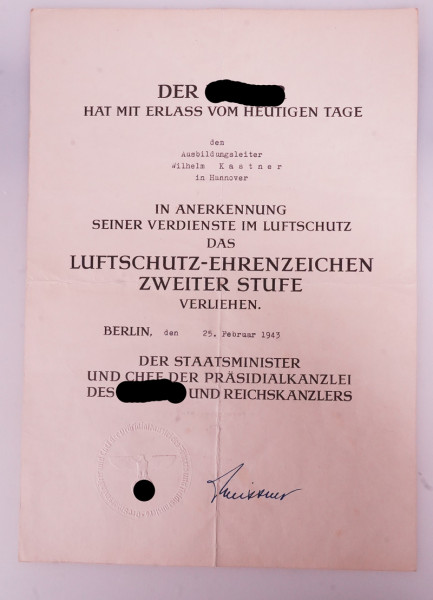 DER
HAT MIT ERLASS VOM HEUTIGEN TAGE
den
Ausbildungsleiter
Wilhelm K a s t n e r
in Hannover
IN ANERKENNUNG
SEINER VERDIENSTE IM LUFTSCHUTZ
DAS
LUFTSCHUTZ-EHRENZEICHEN
ZWEITER STUFE
VERLIEHEN.
BERLIN, den 25. Februar 1943
DER STAATSMINISTER
UND CHEF DER PRÄSIDIALKANZLEI
DES UND REICHSKANZLERS